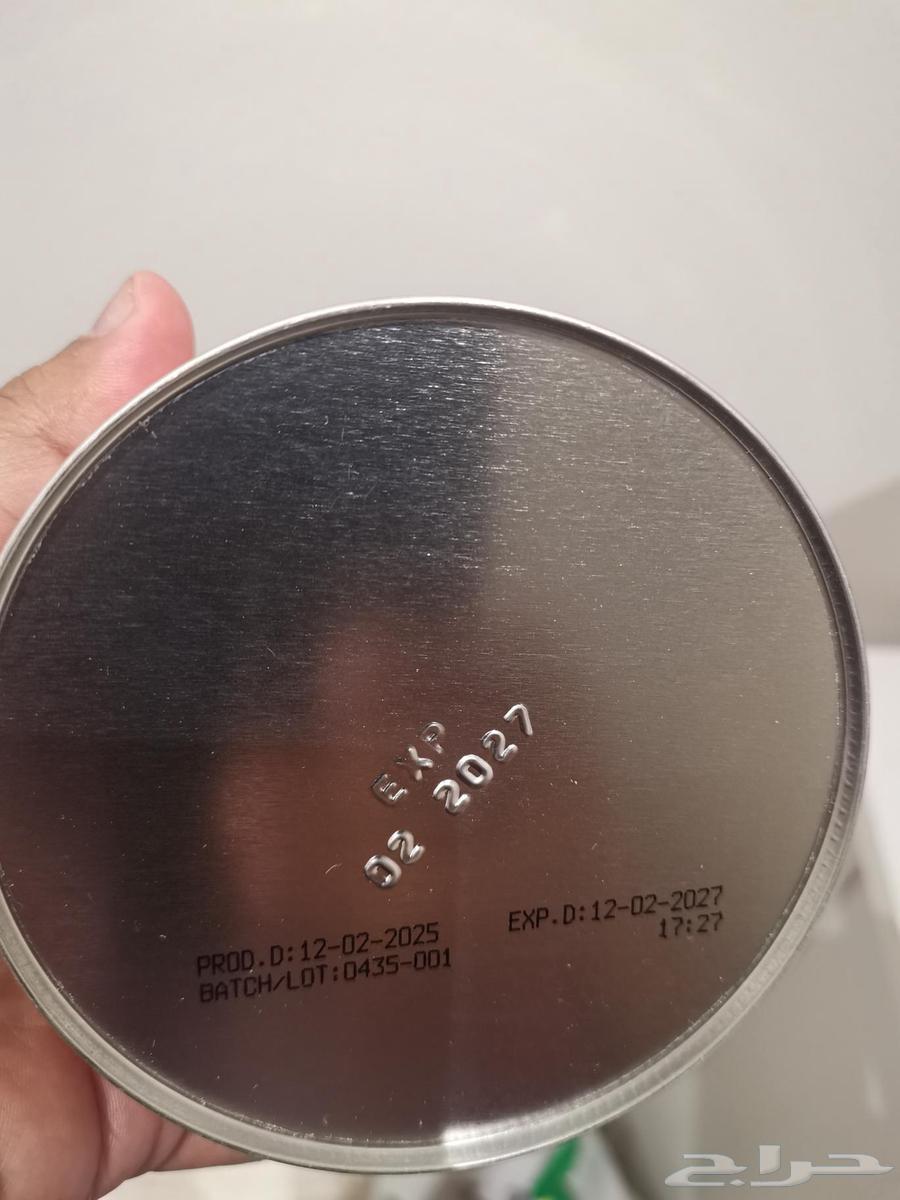 EXP
02 2027
PROD.D:12-02-2025
BATCH/LOT:0435-001
EXP.D:12-02-2027
17:27
حراج